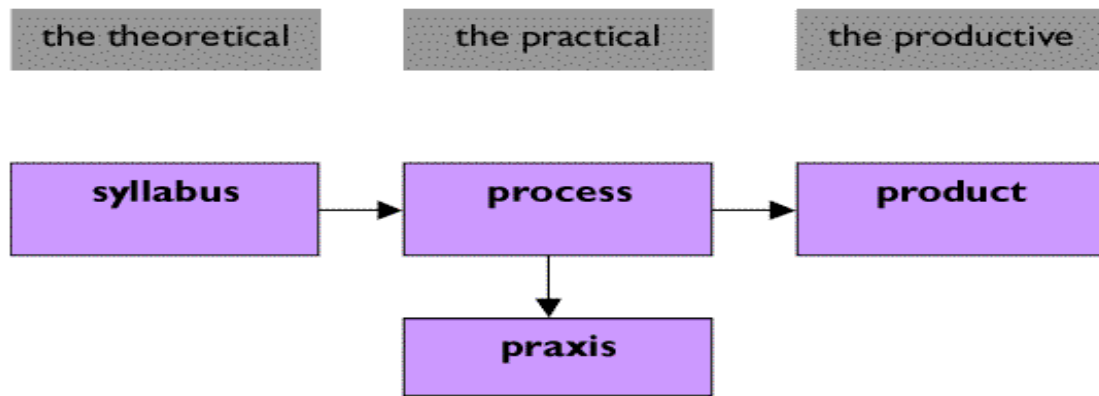 the theoretical
the practical
the productive
syllabus
process
product
praxis